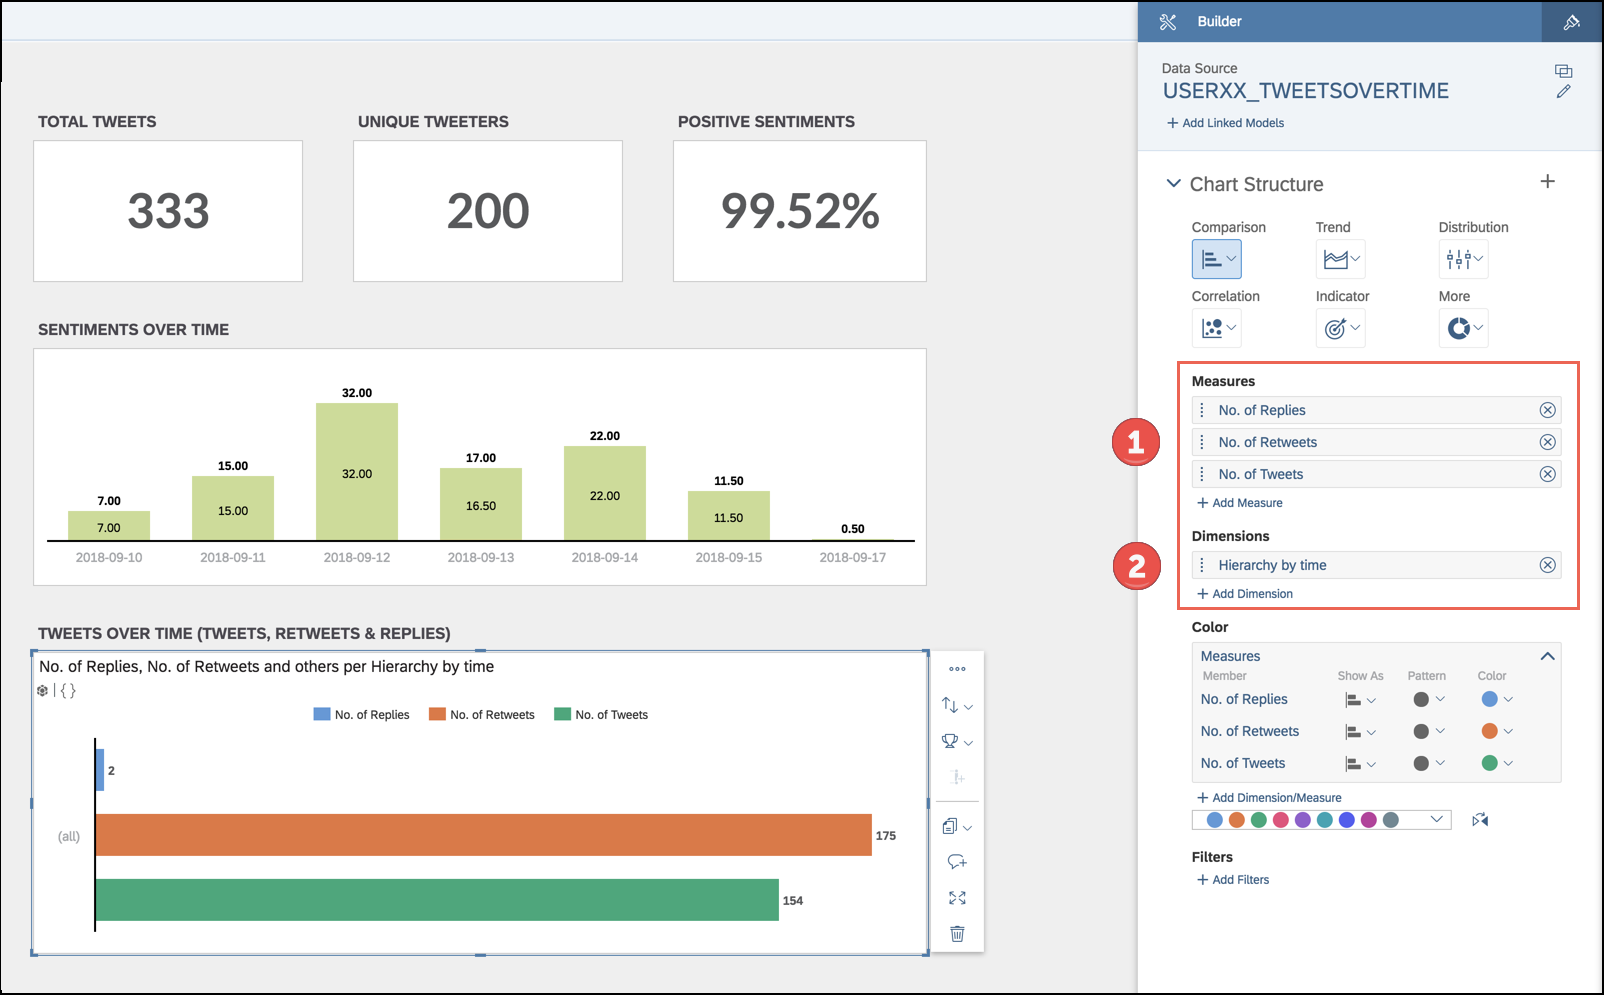 Builder
Data Source
USERXX_TWEETSOVERTIME
+ Add Linked Models
TOTAL TWEETS
UNIQUE TWEETERS
POSITIVE SENTIMENTS
333
200
99.52%
SENTIMENTS OVER TIME
32.00
22.00
17.00
15.00
11.50
7.00
0.50
32.00
22.00
16.50
15.00
11.50
7.00
2018-09-10 2018-09-11 2018-09-12 2018-09-13 2018-09-14 2018-09-15 2018-09-17
TWEETS OVER TIME (TWEETS, RETWEETS & REPLIES)
No. of Replies, No. of Retweets and others per Hierarchy by time
| { }
No. of Replies No. of Retweets No. of Tweets
2
(all)
175
154
Chart Structure +
Comparison Trend Distribution
Correlation Indicator More
1
Measures
No. of Replies
No. of Retweets
No. of Tweets
+ Add Measure
2
Dimensions
Hierarchy by time
+ Add Dimension
Color
Measures
Member Show As Pattern Color
No. of Replies
No. of Retweets
No. of Tweets
+ Add Dimension/Measure
Filters
+ Add Filters